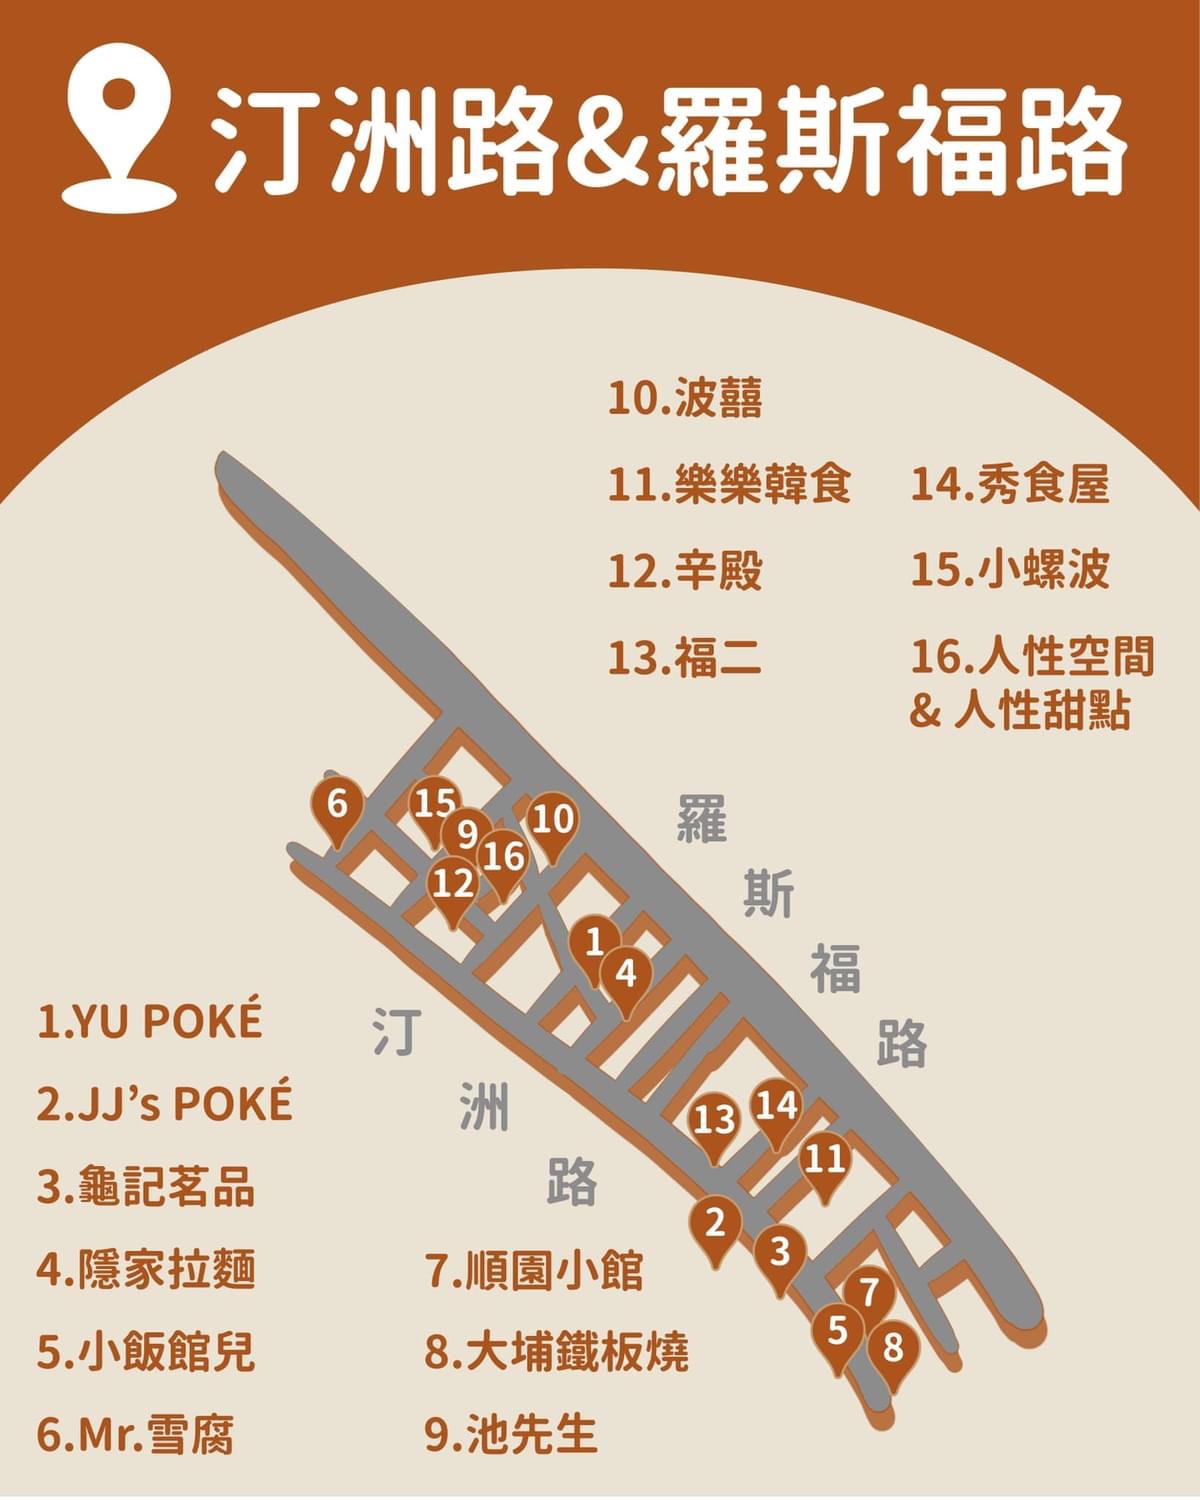 汀洲路&羅斯福路
10.波囍
11.樂樂韓食
12.辛殿
13.福二
14.秀食屋
15.小螺波
16.人性空間
& 人性甜點
6
15
9
10
16
12
1
4
羅
斯
福
路
汀
洲
路
13
14
11
2
3
7
5
8
1.YU POKÉ
2.JJ’s POKÉ
3.龜記茗品
4.隱家拉麵
5.小飯館兒
6.Mr.雪腐
7.順園小館
8.大埔鐵板燒
9.池先生